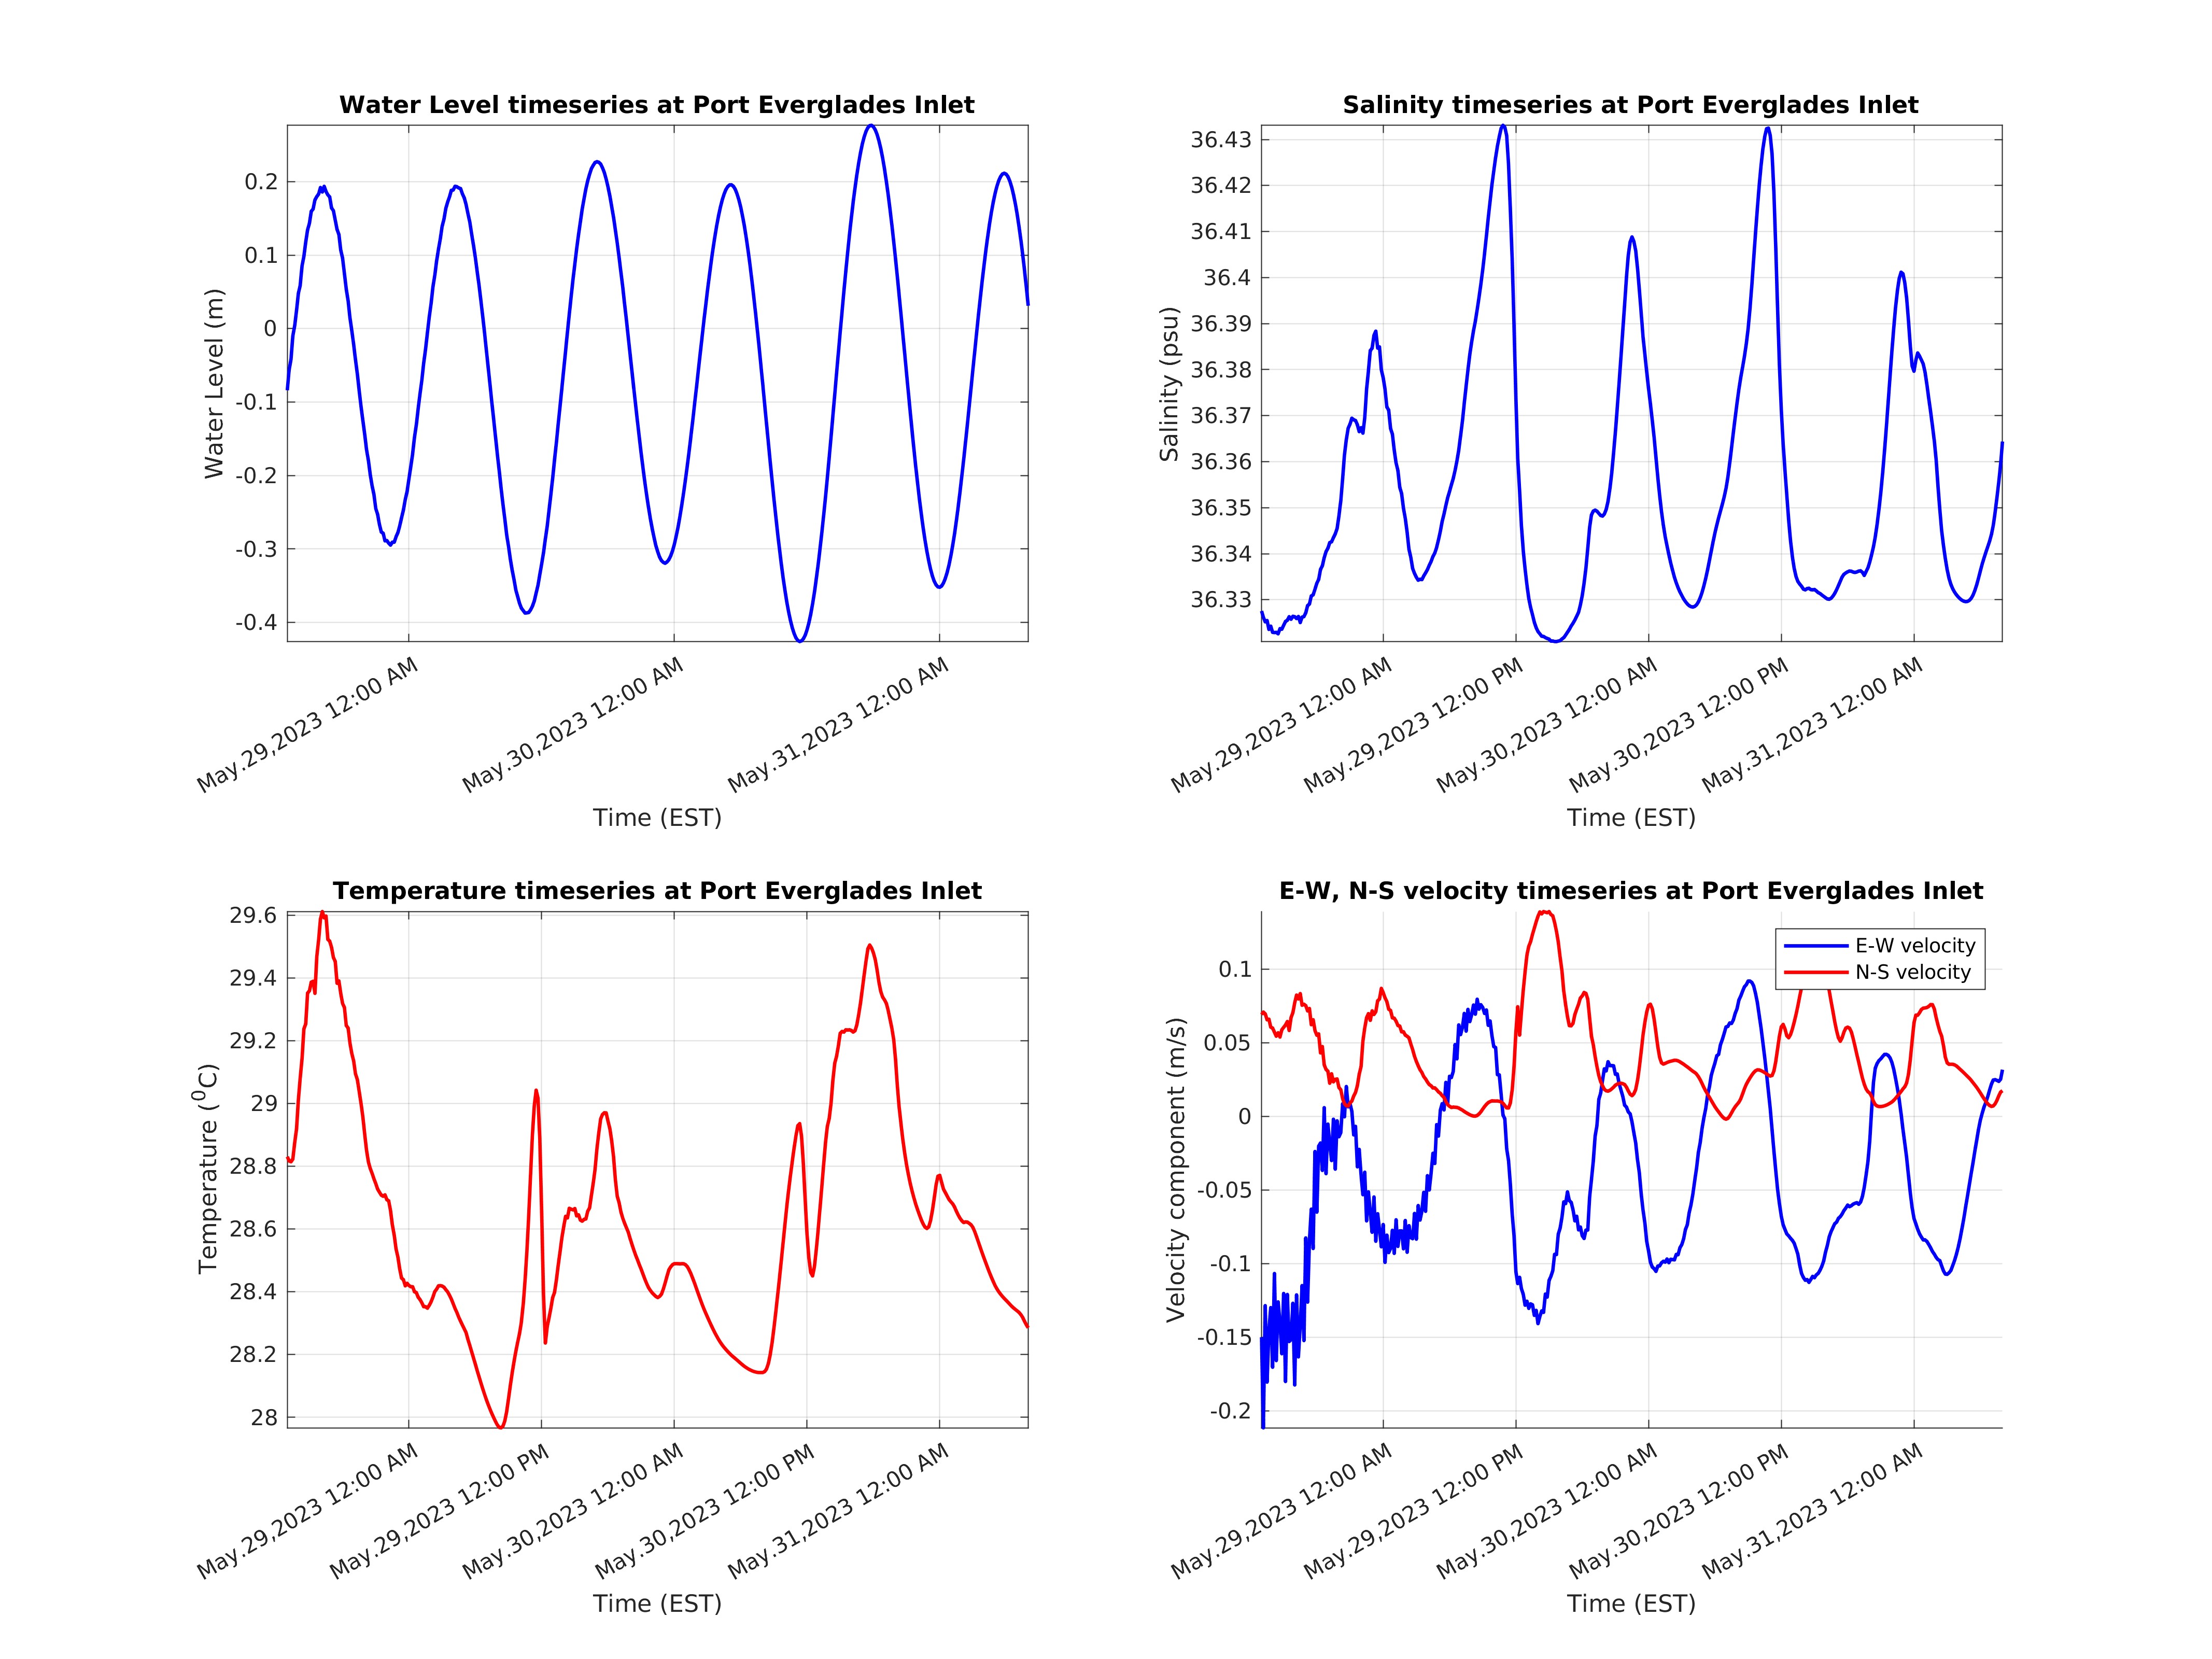 Water Level timeseries at Port Everglades Inlet
Water Level (m)
0.2
0.1
0
-0.1
-0.2
-0.3
-0.4
May.29,2023 12:00 AM
May.30,2023 12:00 AM
May.31,2023 12:00 AM
Time (EST)
Salinity timeseries at Port Everglades Inlet
Salinity (psu)
36.43
36.42
36.41
36.4
36.39
36.38
36.37
36.36
36.35
36.34
36.33
May.29,2023 12:00 AM
May.29,2023 12:00 PM
May.30,2023 12:00 AM
May.30,2023 12:00 PM
May.31,2023 12:00 AM
Time (EST)
Temperature timeseries at Port Everglades Inlet
Temperature (⁰C)
29.6
29.4
29.2
29
28.8
28.6
28.4
28.2
28
May.29,2023 12:00 AM
May.29,2023 12:00 PM
May.30,2023 12:00 AM
May.30,2023 12:00 PM
May.31,2023 12:00 AM
Time (EST)
E-W, N-S velocity timeseries at Port Everglades Inlet
E-W velocity
N-S velocity
Velocity component (m/s)
0.1
0.05
0
-0.05
-0.1
-0.15
-0.2
May.29,2023 12:00 AM
May.29,2023 12:00 PM
May.30,2023 12:00 AM
May.30,2023 12:00 PM
May.31,2023 12:00 AM
Time (EST)